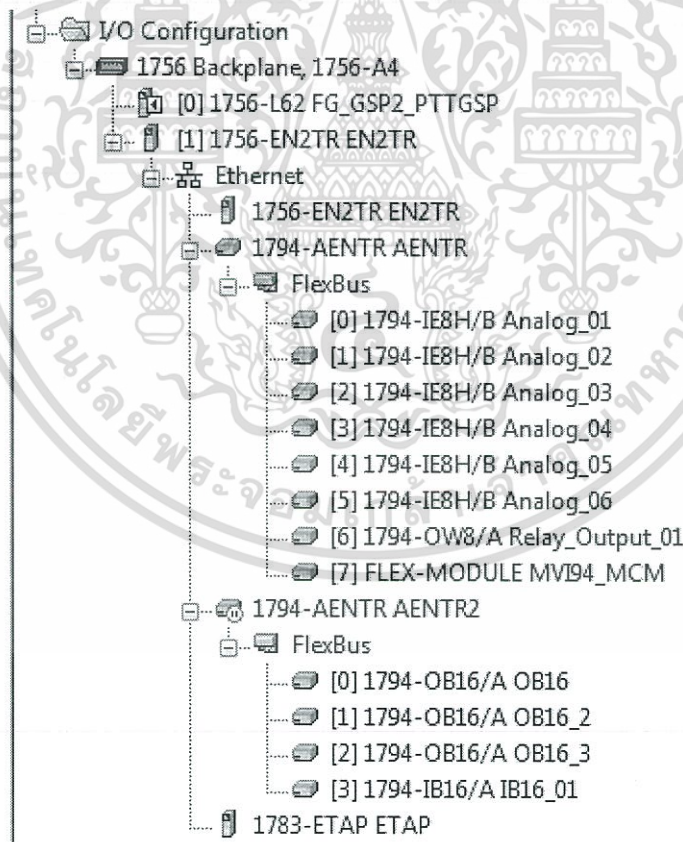 I/O Configuration
1756 Backplane, 1756-A4
[0] 1756-L62 FG_GSP2_PTTGSP
[1] 1756-EN2TR EN2TR
Ethernet
1756-EN2TR EN2TR
1794-AENTR AENTR
FlexBus
[0] 1794-IE8H/B Analog_01
[1] 1794-IE8H/B Analog_02
[2] 1794-IE8H/B Analog_03
[3] 1794-IE8H/B Analog_04
[4] 1794-IE8H/B Analog_05
[5] 1794-IE8H/B Analog_06
[6] 1794-OW8/A Relay_Output_01
[7] FLEX-MODULE MVI94_MCM
1794-AENTR AENTR2
FlexBus
[0] 1794-OB16/A OB16
[1] 1794-OB16/A OB16_2
[2] 1794-OB16/A OB16_3
[3] 1794-IB16/A IB16_01
1783-ETAP ETAP